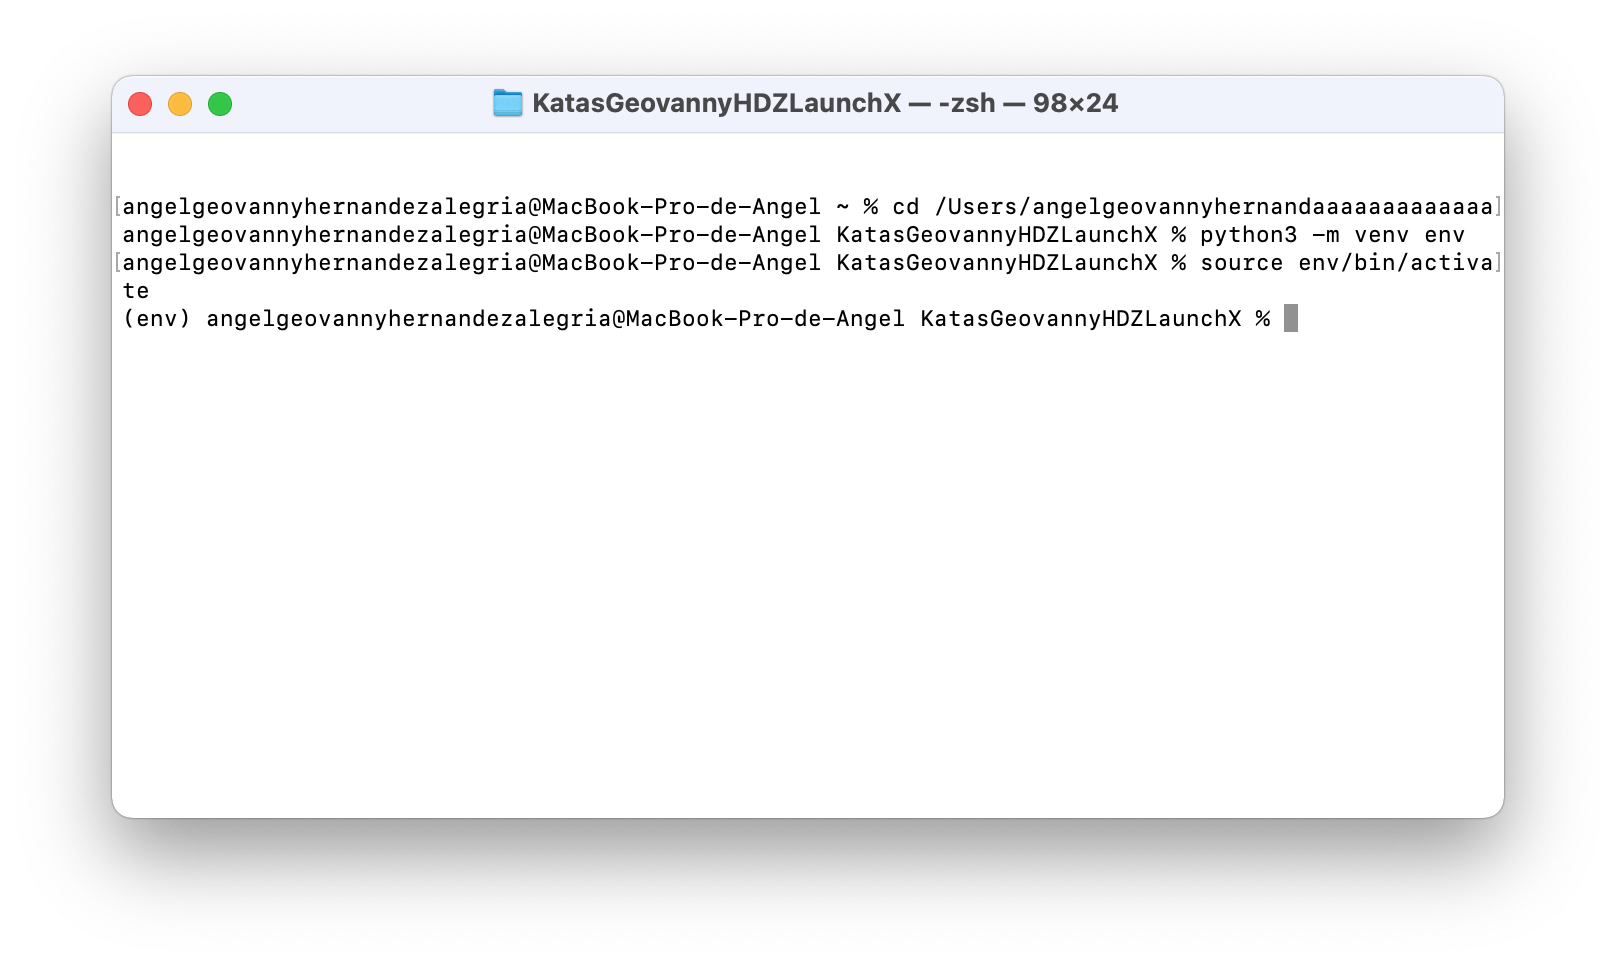 KatasGeovannyHDZLaunchX — -zsh — 98×24
[angelgeovannyhernandezalegria@MacBook-Pro-de-Angel ~ % cd /Users/angelgeovannyhernandaaaaaaaaaaaaa]
angelgeovannyhernandezalegria@MacBook-Pro-de-Angel KatasGeovannyHDZLaunchX % python3 -m venv env
[angelgeovannyhernandezalegria@MacBook-Pro-de-Angel KatasGeovannyHDZLaunchX % source env/bin/activa]
te
(env) angelgeovannyhernandezalegria@MacBook-Pro-de-Angel KatasGeovannyHDZLaunchX %